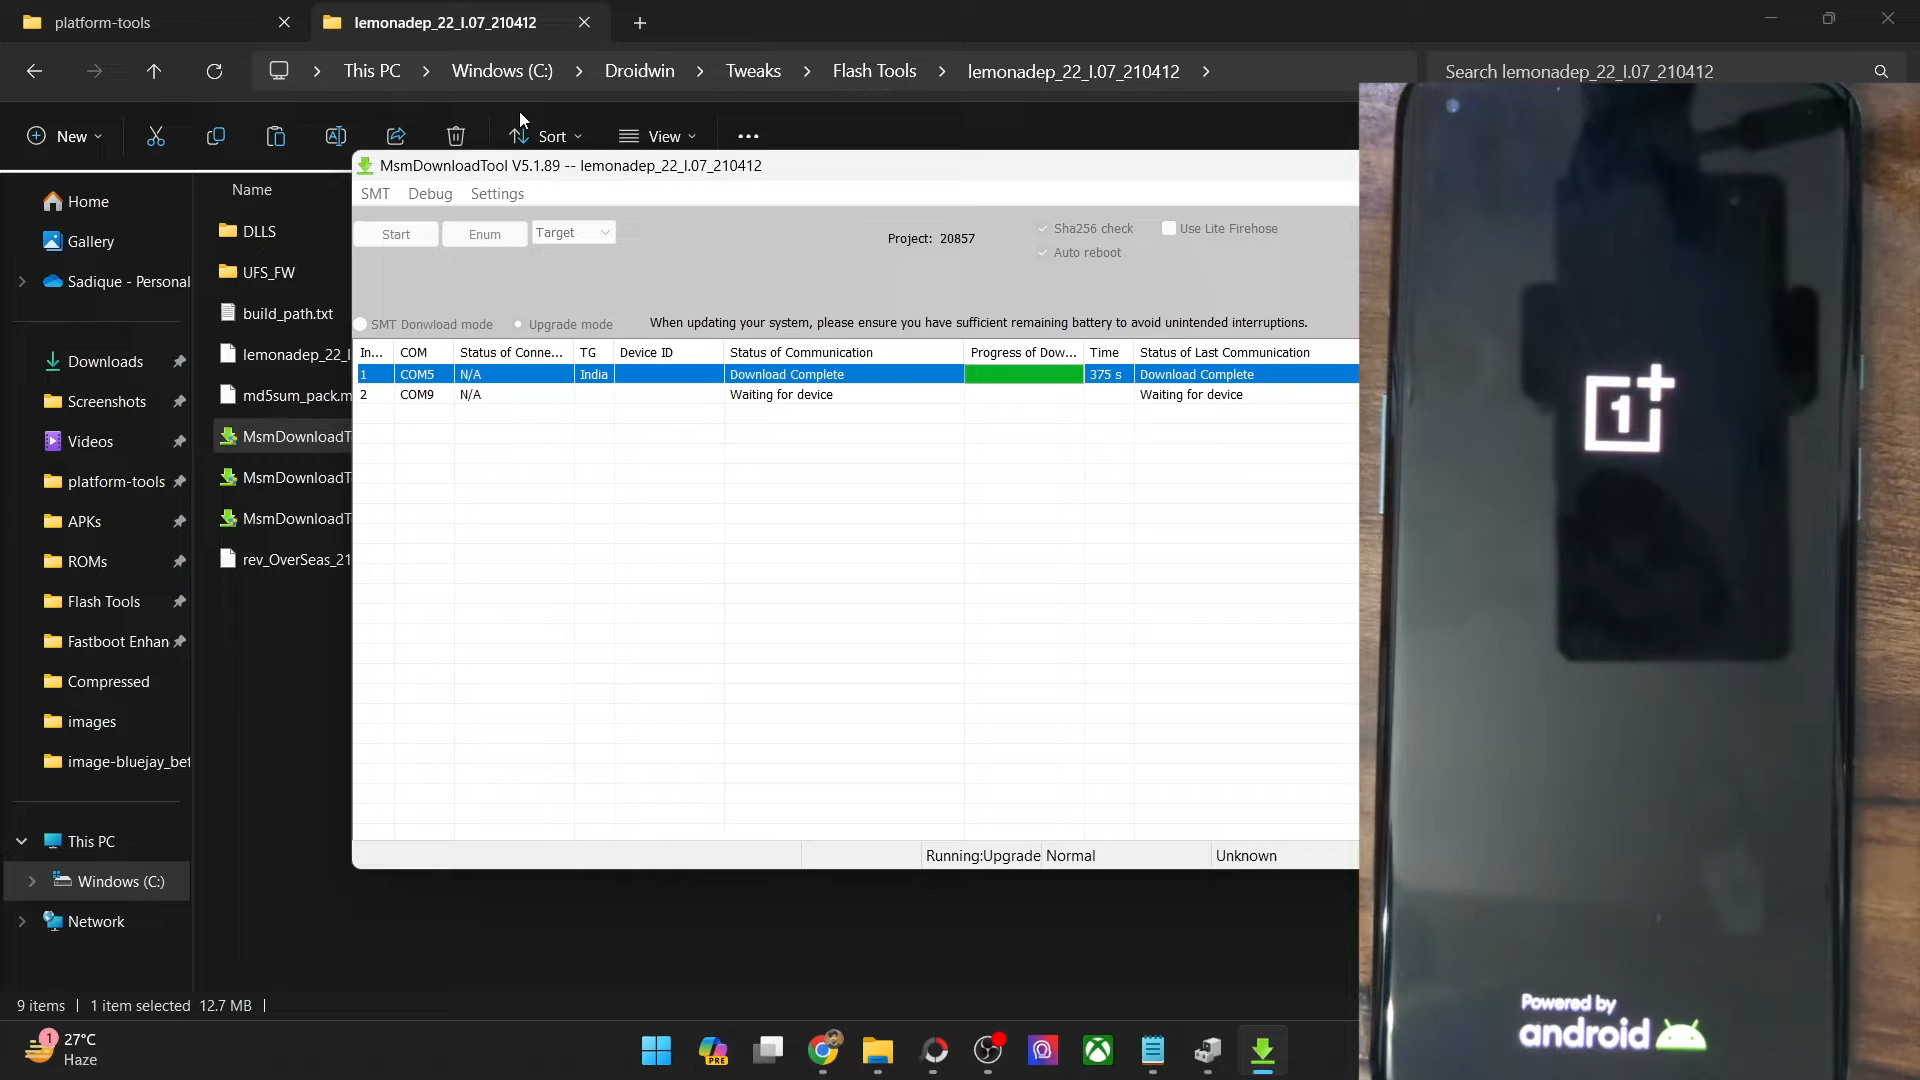 platform-tools
lemonadep_22_I.07_210412
This PC
Windows (C:)
Droidwin
Tweaks
Flash Tools
lemonadep_22_I.07_210412
Search lemonadep_22_I.07_210412
New
Sort
View
Home
Gallery
Sadique - Personal
Downloads
Screenshots
Videos
platform-tools
APKs
ROMs
Flash Tools
Fastboot Enhan
Compressed
images
image-bluejay_bet
This PC
Windows (C:)
Network
Name
DLLS
UFS_FW
build_path.txt
lemonadep_22_I
md5sum_pack.m
MsmDownloadT
MsmDownloadT
MsmDownloadT
rev_OverSeas_21
MsmDownloadTool V5.1.89 -- lemonadep_22_I.07_210412
SMT Debug Settings
Start Enum Target
Project: 20857
Sha256 check Use Lite Firehose
Auto reboot
SMT Donwload mode Upgrade mode
When updating your system, please ensure you have sufficient remaining battery to avoid unintended interruptions.
In... COM Status of Conne... TG Device ID Status of Communication Progress of Dow... Time Status of Last Communication
1 COM5 N/A India Download Complete 375 s Download Complete
2 COM9 N/A Waiting for device Waiting for device
Running:Upgrade Normal Unknown
1
Powered by
android
9 items 1 item selected 12.7 MB
1
27°C
Haze
PRE